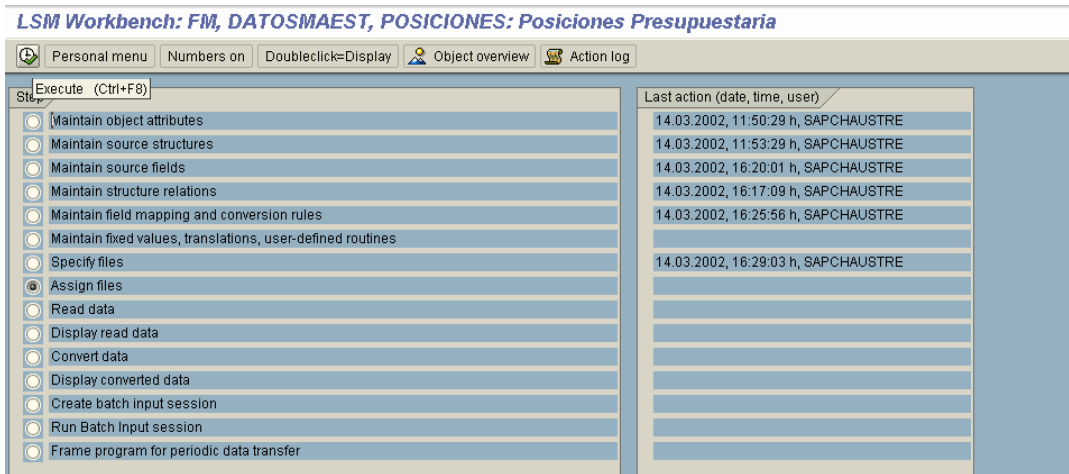 LSM Workbench: FM, DATOSMAEST, POSICIONES: Posiciones Presupuestaria
Personal menu Numbers on Doubleclick=Display Object overview Action log
Execute (Ctrl+F8)
Step Last action (date, time, user)
Maintain object attributes 14.03.2002, 11:50:29 h, SAPCHAUSTRE
Maintain source structures 14.03.2002, 11:53:29 h, SAPCHAUSTRE
Maintain source fields 14.03.2002, 16:20:01 h, SAPCHAUSTRE
Maintain structure relations 14.03.2002, 16:17:09 h, SAPCHAUSTRE
Maintain field mapping and conversion rules 14.03.2002, 16:25:56 h, SAPCHAUSTRE
Maintain fixed values, translations, user-defined routines
Specify files 14.03.2002, 16:29:03 h, SAPCHAUSTRE
Assign files
Read data
Display read data
Convert data
Display converted data
Create batch input session
Run Batch Input session
Frame program for periodic data transfer